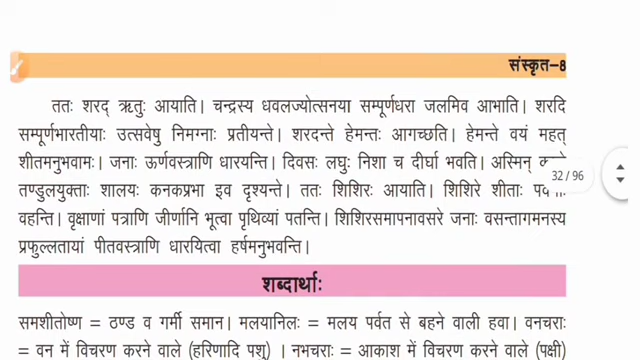 संस्कृत-8
ततः शरद् ऋतुः आयाति। चन्द्रस्य धवलज्योत्सनया सम्पूर्णधरा जलमिव आभाति। शरदि
सम्पूर्णभारतीयाः उत्सवेषु निमग्नाः प्रतीयन्ते। शरदन्ते हेमन्तः आगच्छति। हेमन्ते वयं महत्
शीतमनुभवामः। जनाः ऊर्णवस्त्राणि धारयन्ति। दिवसः लघुः निशा च दीर्घा भवति। अस्मिन्
32 / 96
तण्डुलयुक्ताः शालयः कनकप्रभा इव दृश्यन्ते। ततः शिशिरः आयाति। शिशिरे शीताः
वहन्ति। वृक्षाणां पत्राणि जीर्णानि भूत्वा पृथिव्यां पतन्ति। शिशिरसमापनावसरे जनाः वसन्तागमनस्य
प्रफुल्लतायां पीतवस्त्राणि धारयित्वा हर्षमनुभवन्ति।
शब्दार्थाः
समशीतोष्ण = ठण्ड व गर्मी समान। मलयानिलः = मलय पर्वत से बहने वाली हवा। वनचराः
= वन में विचरण करने वाले (हरिणादि पशु) । नभचराः = आकाश में विचरण करने वाले (पक्षी)